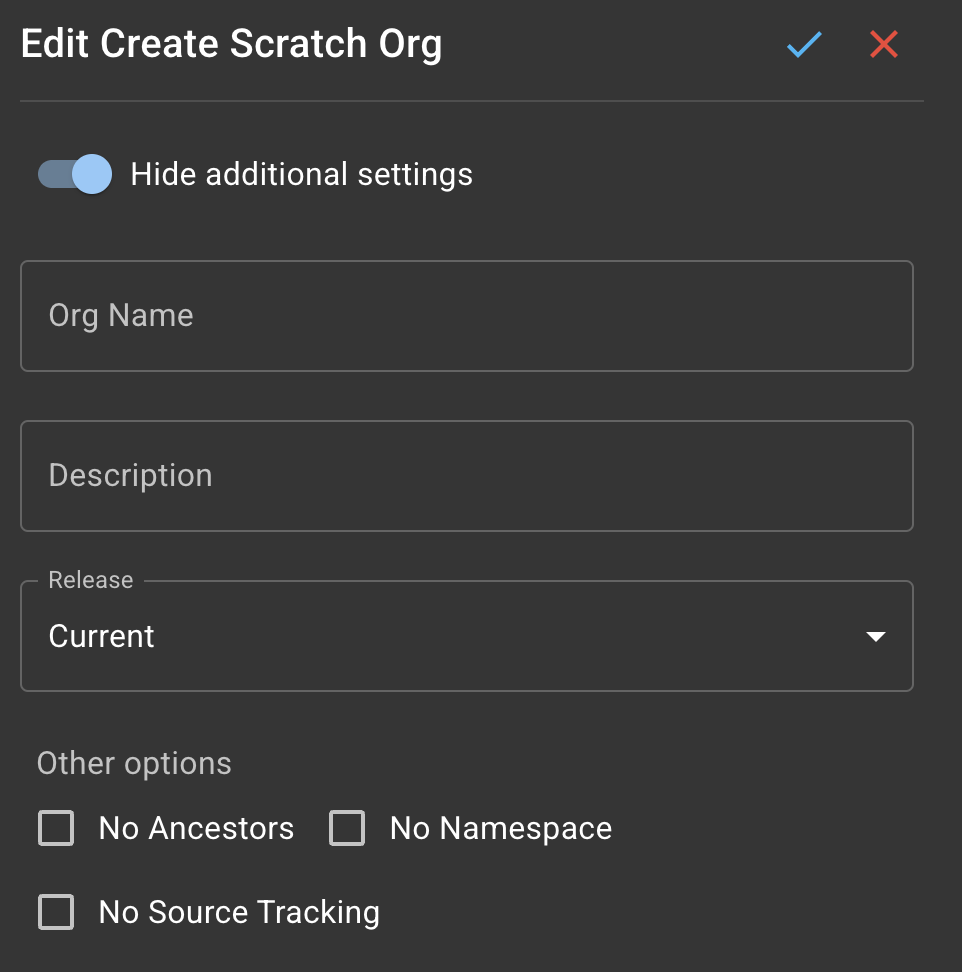 Edit Create Scratch Org
Hide additional settings
Org Name
Description
Release
Current
Other options
No Ancestors No Namespace
No Source Tracking